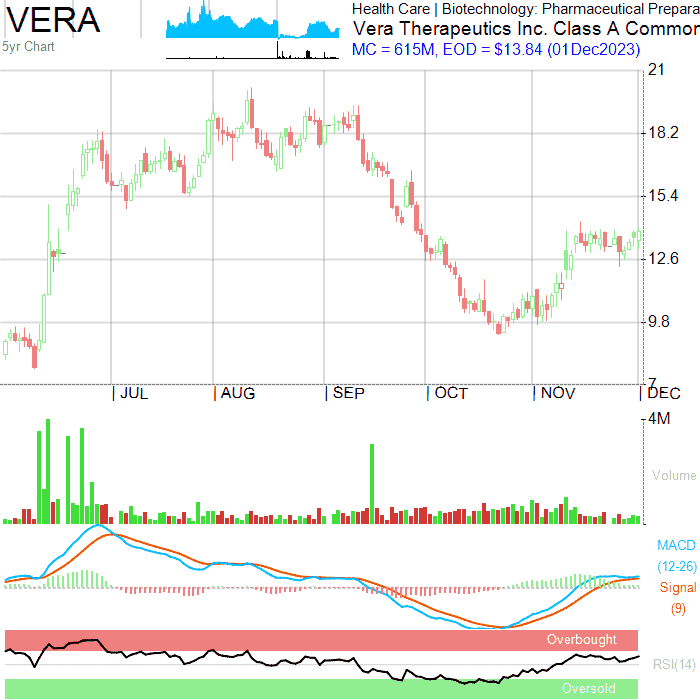 VERA
5yr Chart
Health Care | Biotechnology: Pharmaceutical Prepara
Vera Therapeutics Inc. Class A Common
MC = 615M, EOD = $13.84 (01Dec2023)
21
18.2
15.4
12.6
9.8
7
JUL
AUG
SEP
OCT
NOV
DEC
4M
Volume
MACD
(12-26)
Signal
(9)
Overbought
RSI(14)
Oversold